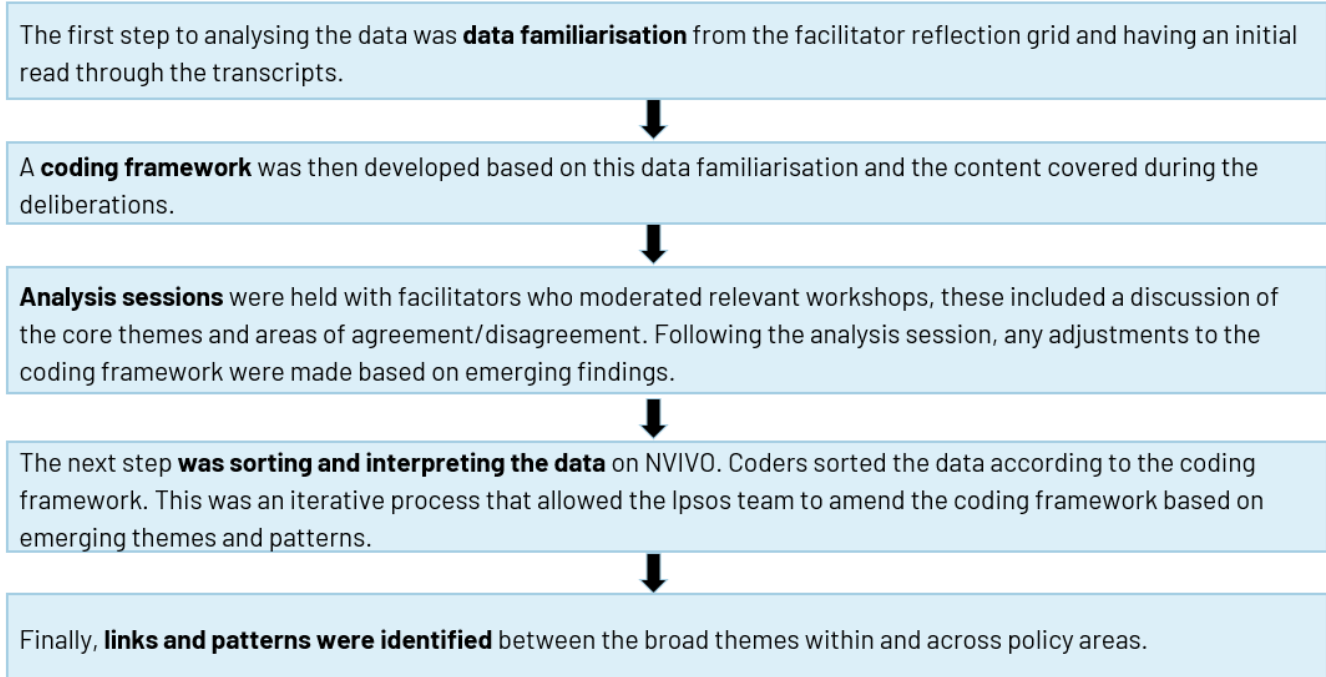 The first step to analysing the data was data familiarisation from the facilitator reflection grid and having an initial
read through the transcripts.
A coding framework was then developed based on this data familiarisation and the content covered during the
deliberations.
Analysis sessions were held with facilitators who moderated relevant workshops, these included a discussion of
the core themes and areas of agreement/disagreement. Following the analysis session, any adjustments to the
coding framework were made based on emerging findings.
The next step was sorting and interpreting the data on NVIVO. Coders sorted the data according to the coding
framework. This was an iterative process that allowed the Ipsos team to amend the coding framework based on
emerging themes and patterns.
Finally, links and patterns were identified between the broad themes within and across policy areas.